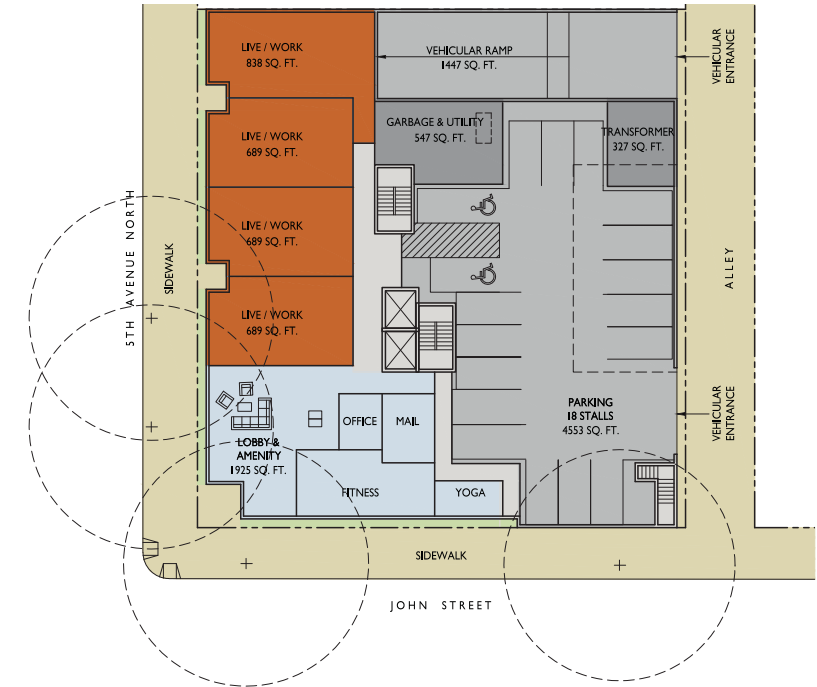 LIVE / WORK
838 SQ. FT.
VEHICULAR RAMP
1447 SQ. FT.
VEHICULAR
ENTRANCE
LIVE / WORK
689 SQ. FT.
GARBAGE & UTILITY
547 SQ. FT.
TRANSFORMER
327 SQ. FT.
5TH AVENUE NORTH
SIDEWALK
LIVE / WORK
689 SQ. FT.
ALLEY
LIVE / WORK
689 SQ. FT.
OFFICE
MAIL
PARKING
18 STALLS
4553 SQ. FT.
VEHICULAR
ENTRANCE
LOBBY &
AMENITY
1925 SQ. FT.
FITNESS
YOGA
SIDEWALK
JOHN STREET